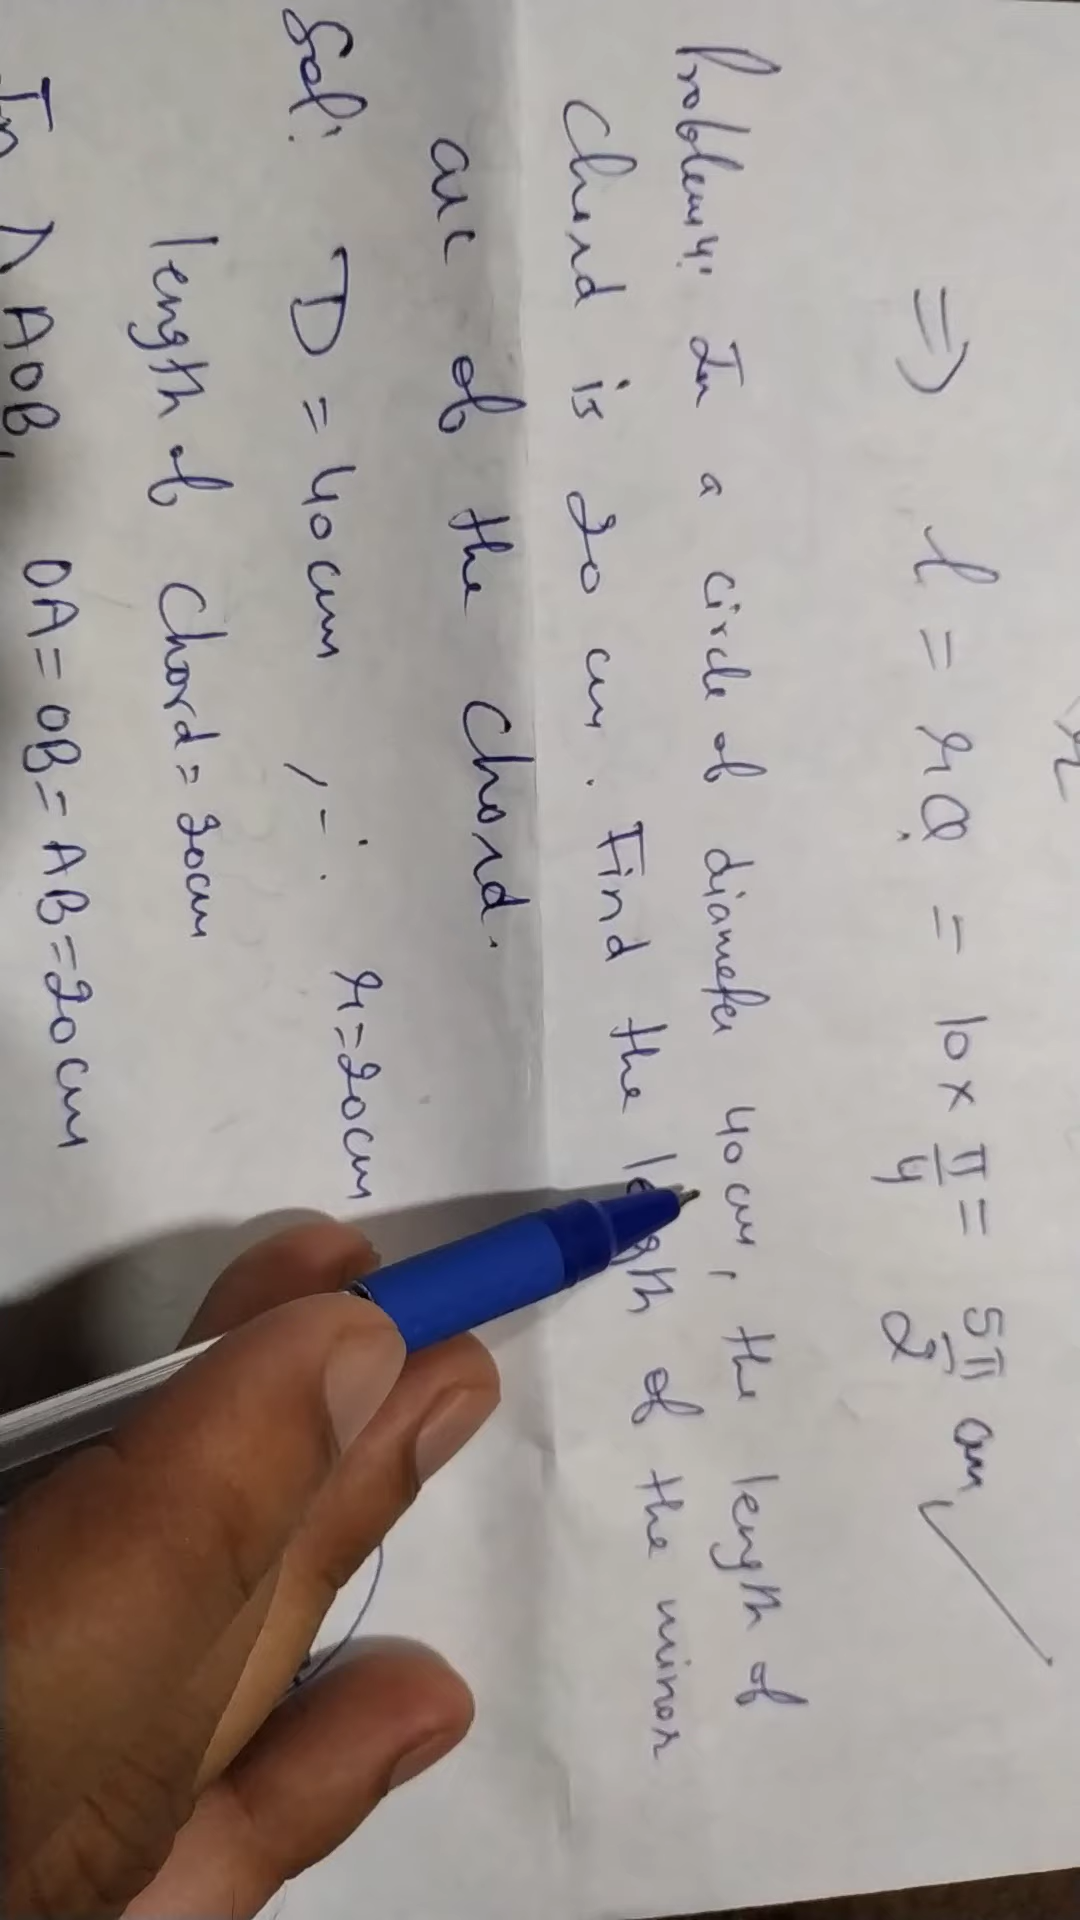 => l = rθ = 10 × π/4 = 5π/2 cm
Problem 4: In a circle of diameter 40 cm, the length of
Chord is 20 cm. Find the length of the minor
arc of the Chord.
Sol: D = 40 cm, ∴ r = 20 cm
length of Chord = 20 cm
In Δ AOB, OA = OB = AB = 20 cm